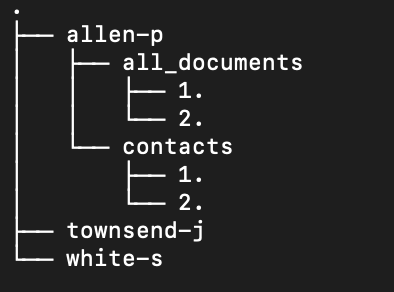 .
├── allen-p
│   ├── all_documents
│   │   ├── 1.
│   │   └── 2.
│   └── contacts
│       ├── 1.
│       └── 2.
├── townsend-j
└── white-s